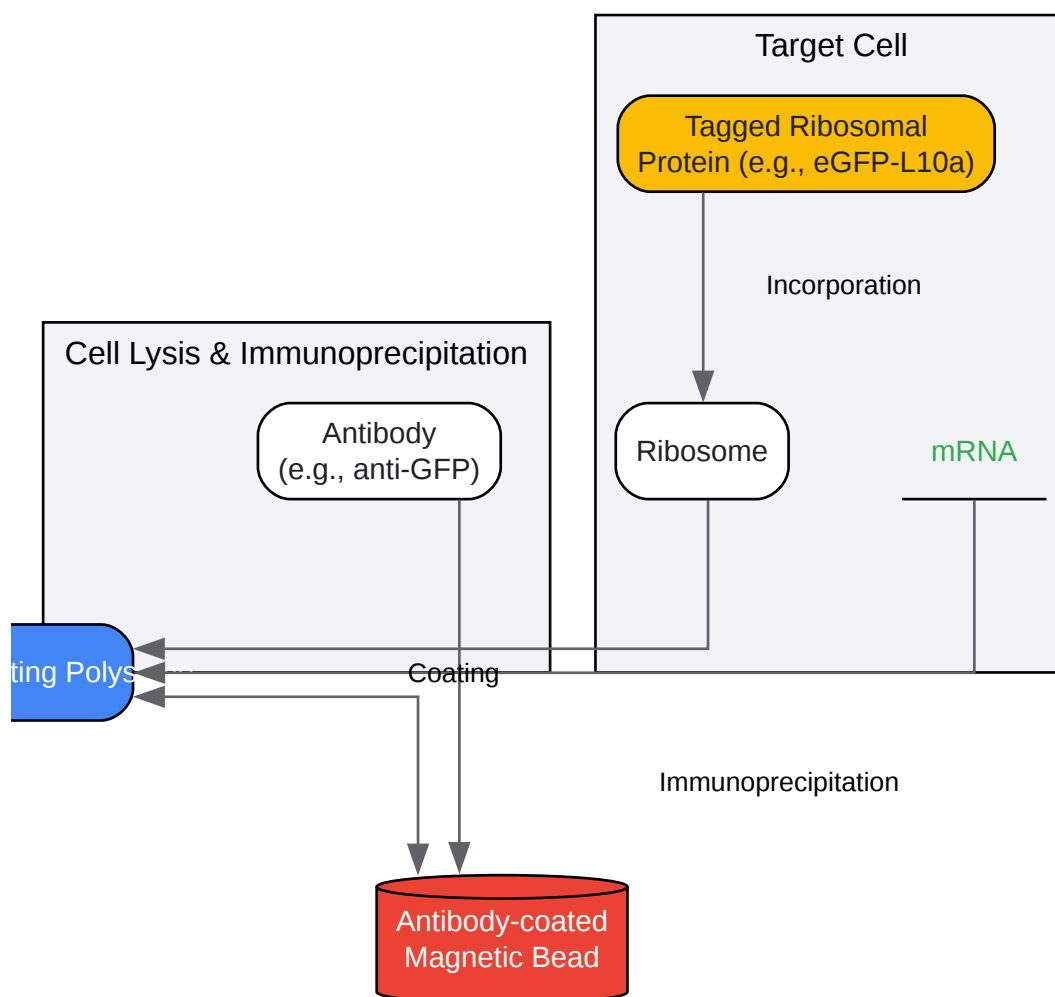 Target Cell
Tagged Ribosomal
Protein (e.g., eGFP-L10a)
Incorporation
Cell Lysis & Immunoprecipitation
Antibody
(e.g., anti-GFP)
Ribosome
mRNA
ting Polys
Coating
Immunoprecipitation
Antibody-coated
Magnetic Bead